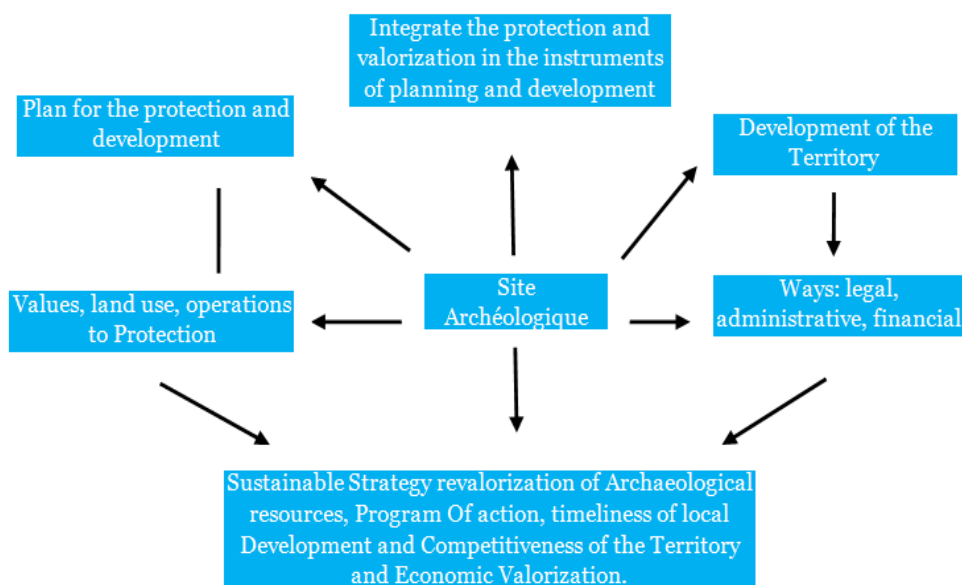 Integrate the protection and
valorization in the instruments
of planning and development
Plan for the protection and
development
Development of the
Territory
Values, land use, operations
to Protection
Site
Archéologique
Ways: legal,
administrative, financial
Sustainable Strategy revalorization of Archaeological
resources, Program Of action, timeliness of local
Development and Competitiveness of the Territory
and Economic Valorization.